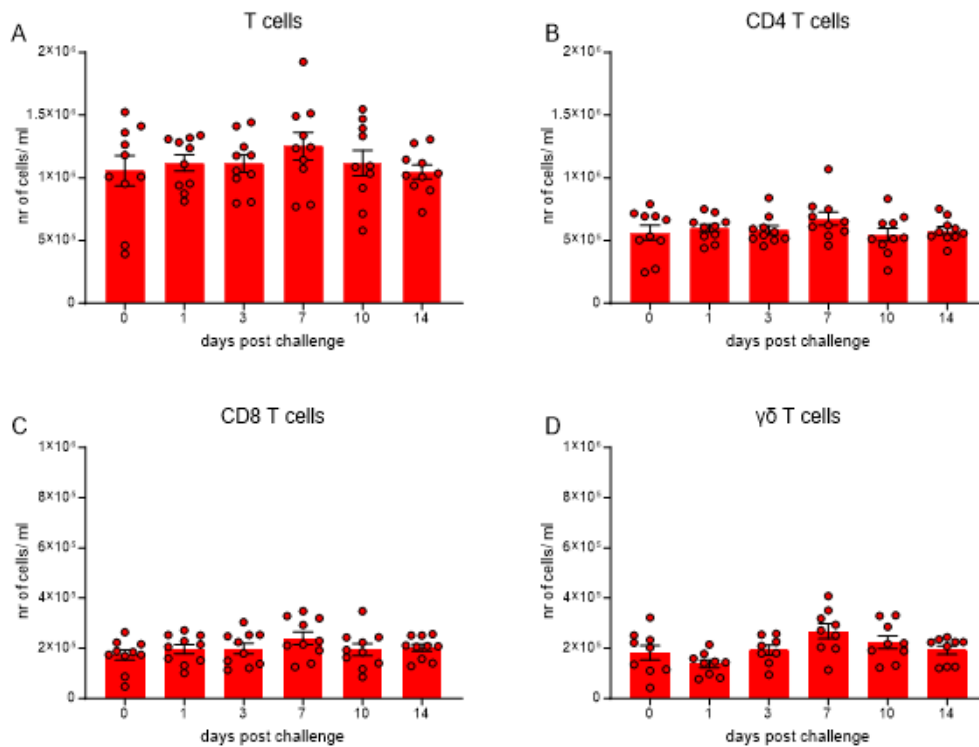 A
T cells
nr of cells/ ml
2×10⁶
1.5×10⁶
1×10⁶
5×10⁵
0
0 1 3 7 10 14
days post challenge
B
CD4 T cells
nr of cells/ ml
2×10⁶
1.5×10⁶
1×10⁶
5×10⁵
0
0 1 3 7 10 14
days post challenge
C
CD8 T cells
nr of cells/ ml
1×10⁶
8×10⁵
6×10⁵
4×10⁵
2×10⁵
0
0 1 3 7 10 14
days post challenge
D
γδ T cells
nr of cells/ ml
1×10⁶
8×10⁵
6×10⁵
4×10⁵
2×10⁵
0
0 1 3 7 10 14
days post challenge